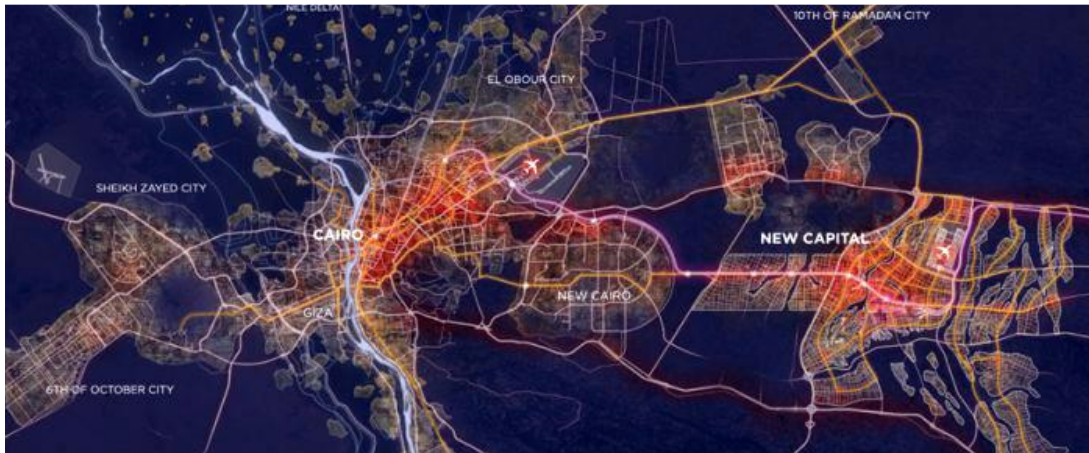 NILE DELTA
10TH OF RAMADAN CITY
EL OBOUR CITY
SHEIKH ZAYED CITY
CAIRO
NEW CAPITAL
NEW CAIRO
GIZA
6TH OF OCTOBER CITY